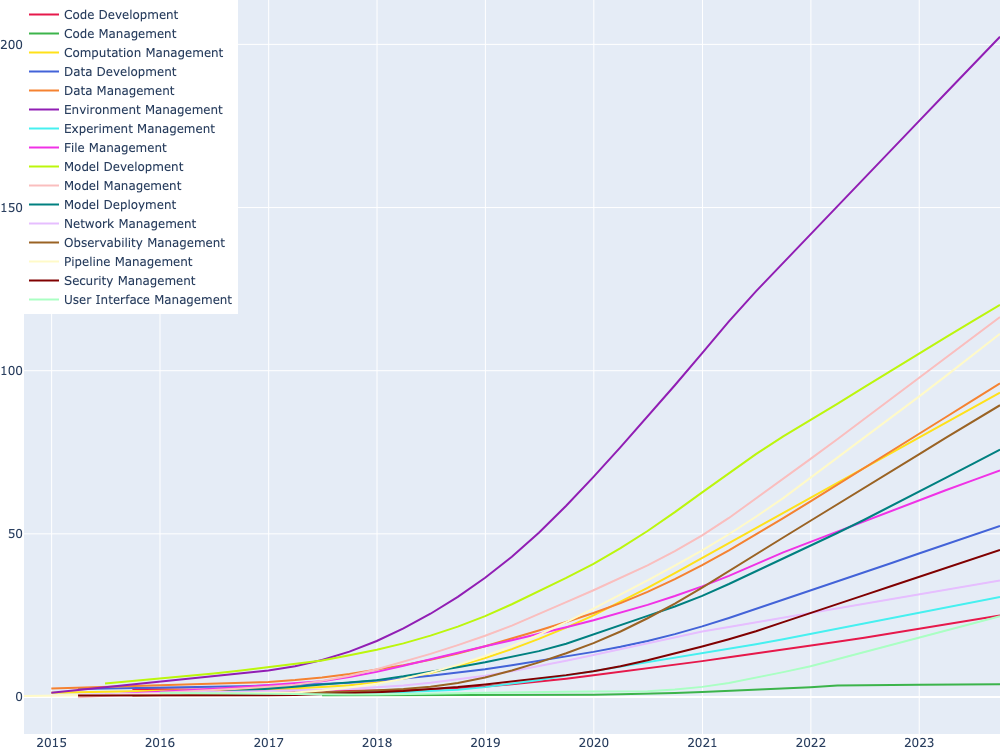 Code Development
Code Management
Computation Management
Data Development
Data Management
Environment Management
Experiment Management
File Management
Model Development
Model Management
Model Deployment
Network Management
Observability Management
Pipeline Management
Security Management
User Interface Management
200
150
100
50
0
2015 2016 2017 2018 2019 2020 2021 2022 2023